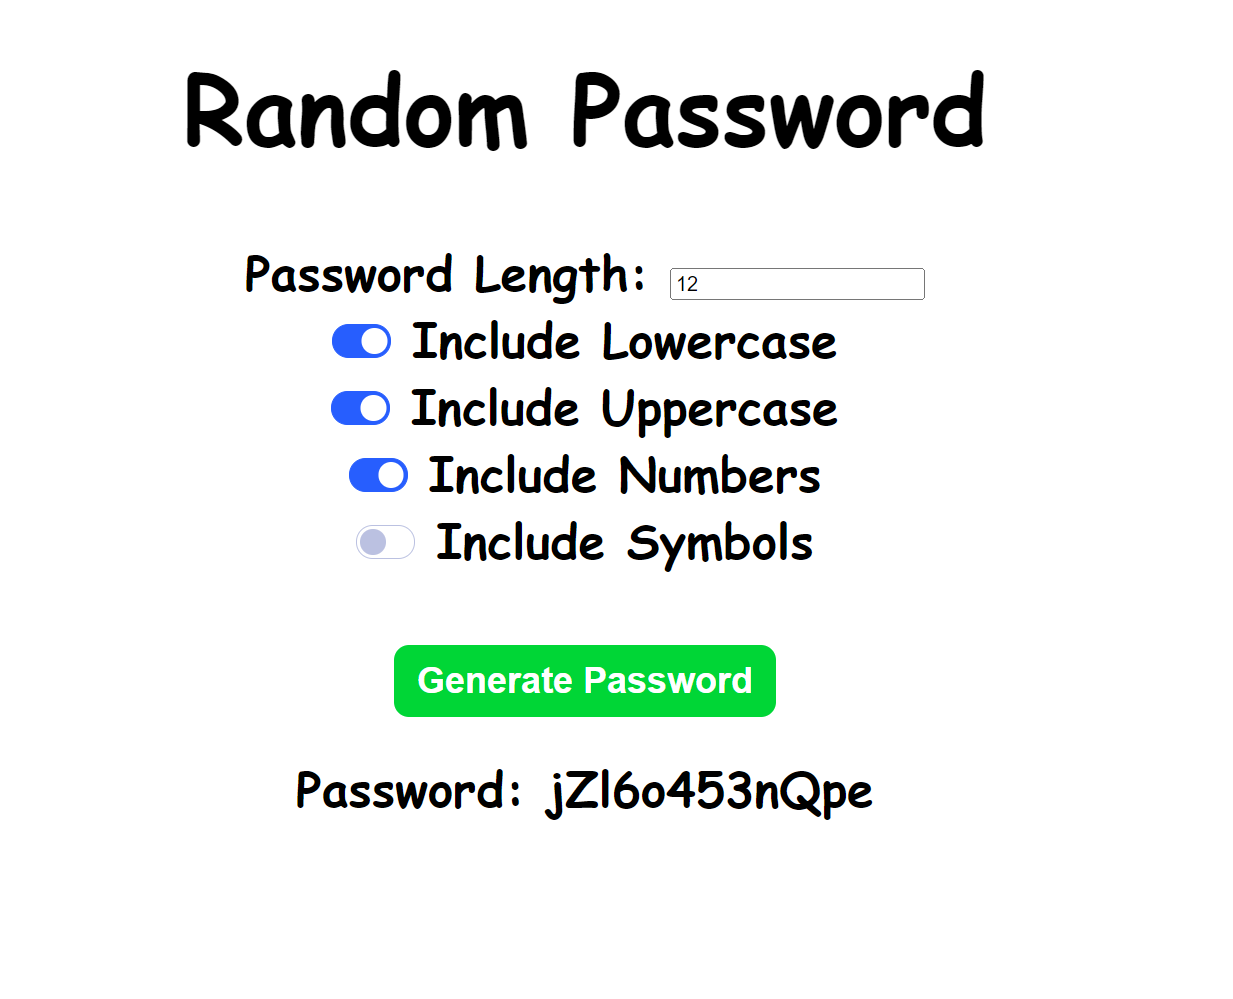 Random Password
Password Length: 12
Include Lowercase
Include Uppercase
Include Numbers
Include Symbols
Generate Password
Password: jZl6o453nQpe